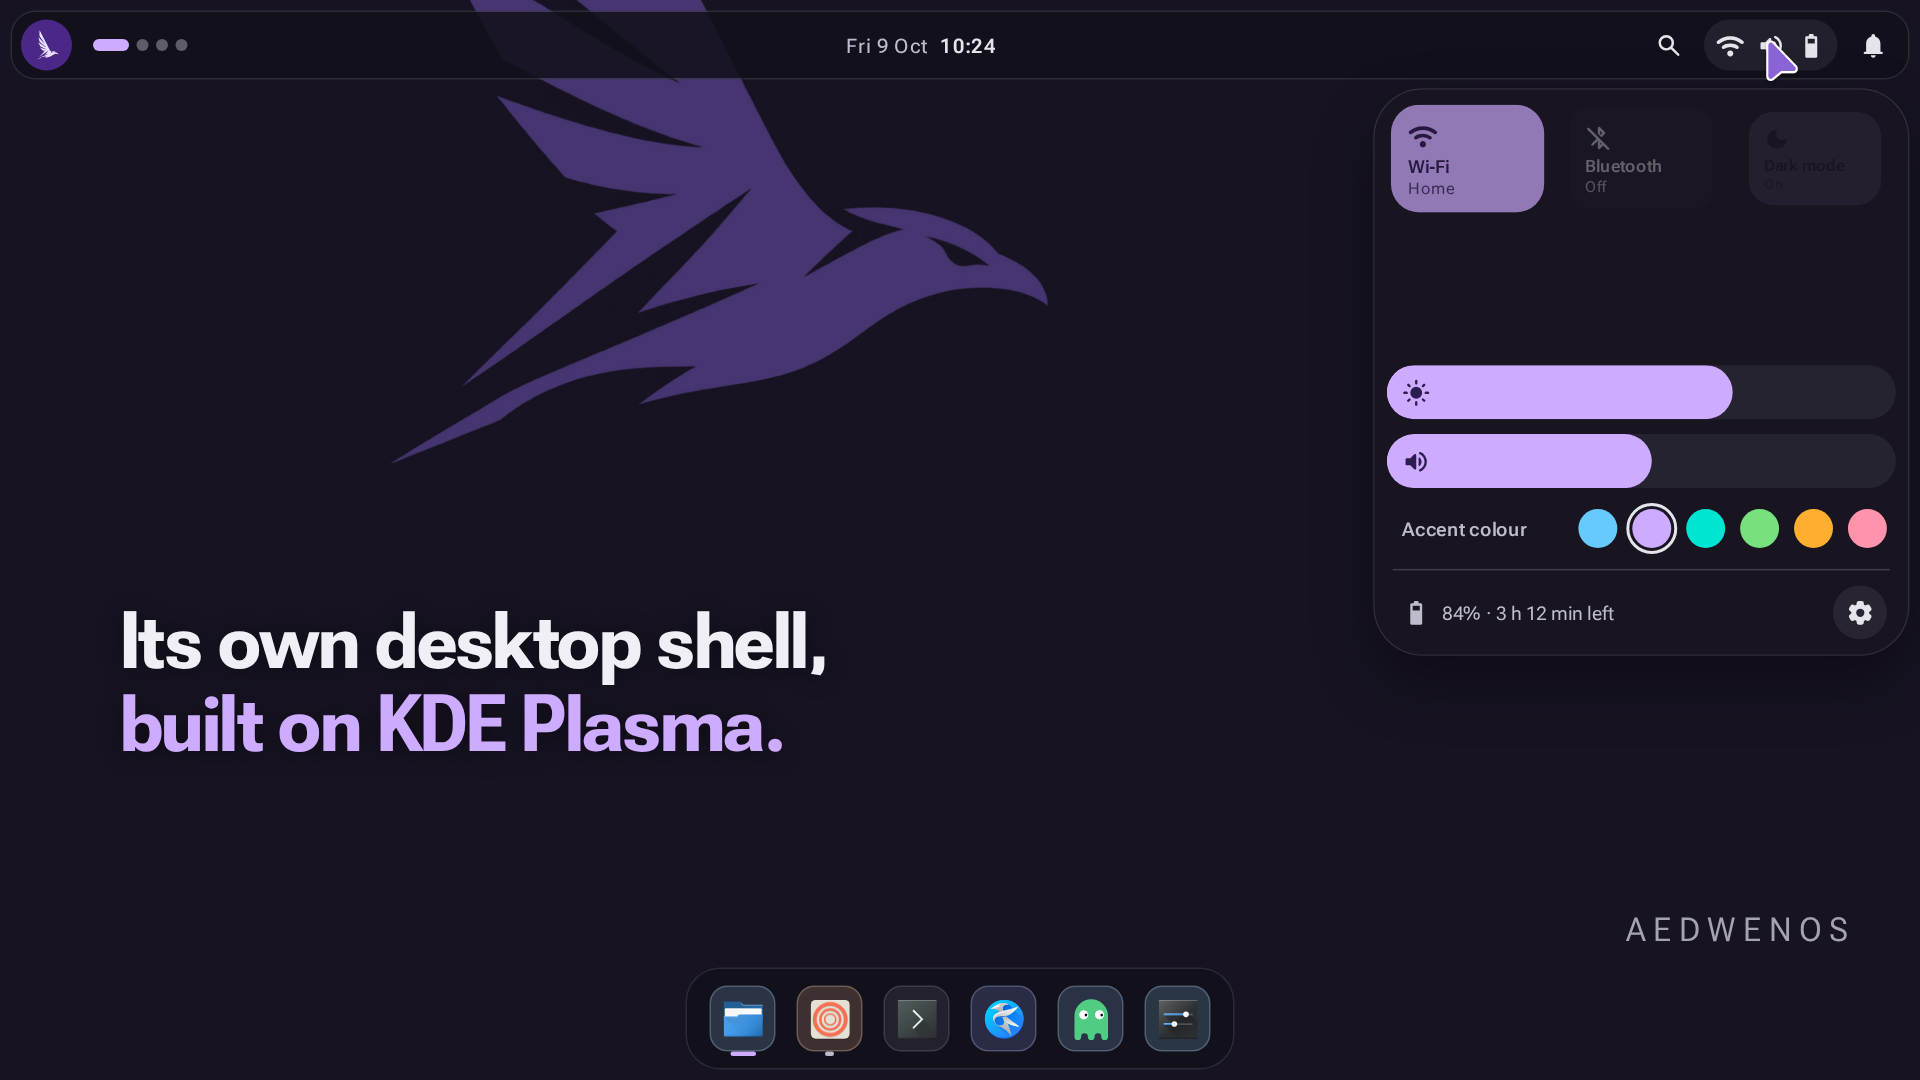 Fri 9 Oct 10:24
Wi-Fi
Home
Bluetooth
Off
Dark mode
On
Accent colour
84% · 3 h 12 min left
Its own desktop shell,
built on KDE Plasma.
AEDWENOS